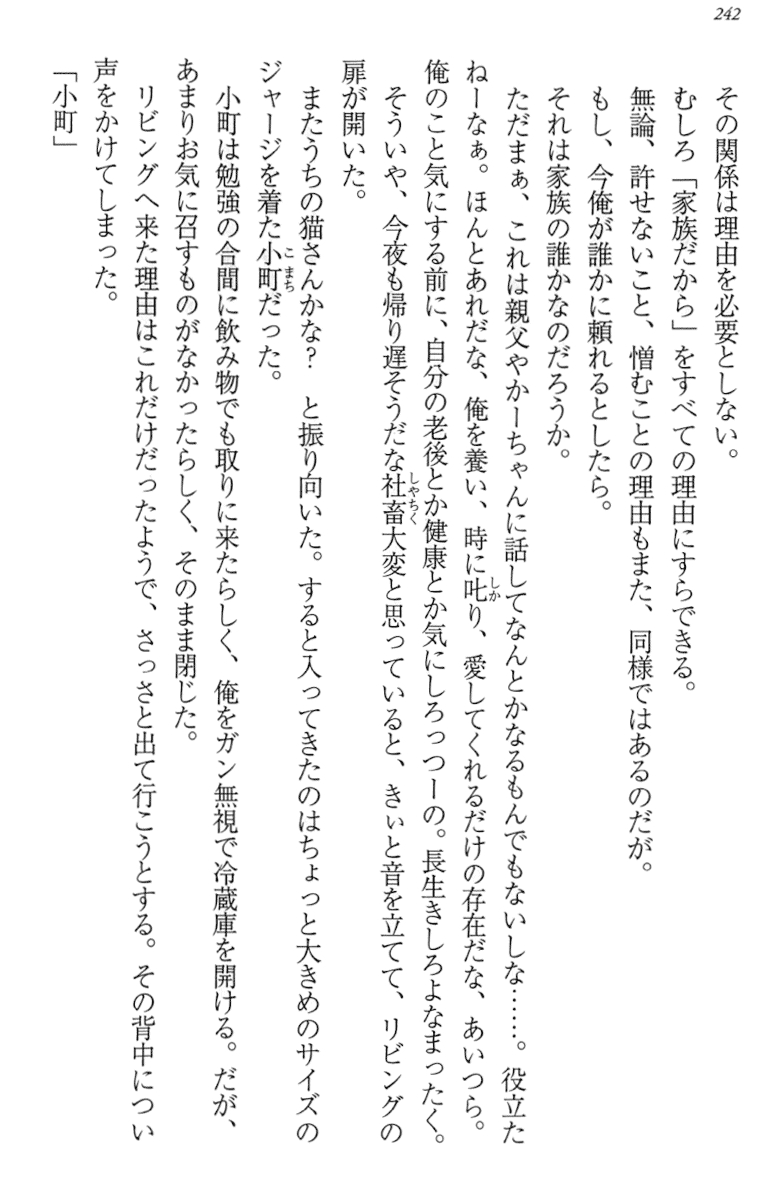 242
その関係は理由を必要としない。
むしろ「家族だから」をすべての理由にすらできる。
無論、許せないこと、憎むことの理由もまた、同様ではあるのだが。
もし、今俺が誰かに頼れるとしたら。
それは家族の誰かなのだろうか。
ただまぁ、これは親父やかーちゃんに話してなんとかなるもんでもないしな……。役立た
ねーなぁ。ほんとあれだな、俺を養い、時に叱り、愛してくれるだけの存在だな、あいつら。
俺のこと気にする前に、自分の老後とか健康とか気にしろっつーの。長生きしろよなまったく。
そういや、今夜も帰り遅そうだな社畜大変と思っていると、きぃと音を立てて、リビングの
扉が開いた。
またうちの猫さんかな？　と振り向いた。すると入ってきたのはちょっと大きめのサイズの
ジャージを着た小町だった。
小町は勉強の合間に飲み物でも取りに来たらしく、俺をガン無視で冷蔵庫を開ける。だが、
あまりお気に召すものがなかったらしく、そのまま閉じた。
リビングへ来た理由はこれだけだったようで、さっさと出て行こうとする。その背中につい
声をかけてしまった。
「小町」